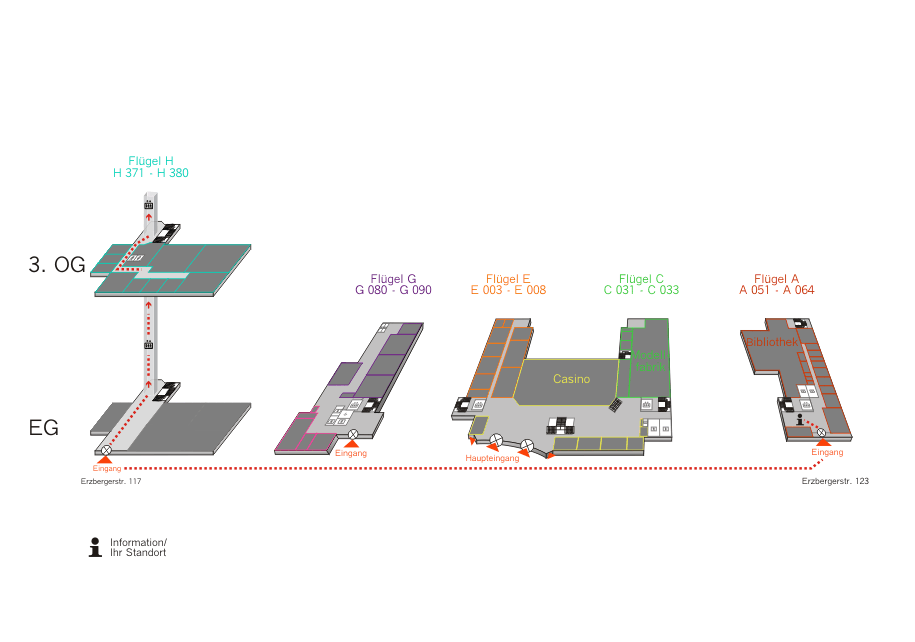 Flügel H
H 371 - H 380
3. OG
Flügel G
G 080 - G 090
Flügel E
E 003 - E 008
Flügel C
C 031 - C 033
Flügel A
A 051 - A 064
Bibliothek
Modell
fabrik
Casino
EG
Eingang
Eingang
Haupteingang
Eingang
Erzbergerstr. 117
Erzbergerstr. 123
Information/
Ihr Standort